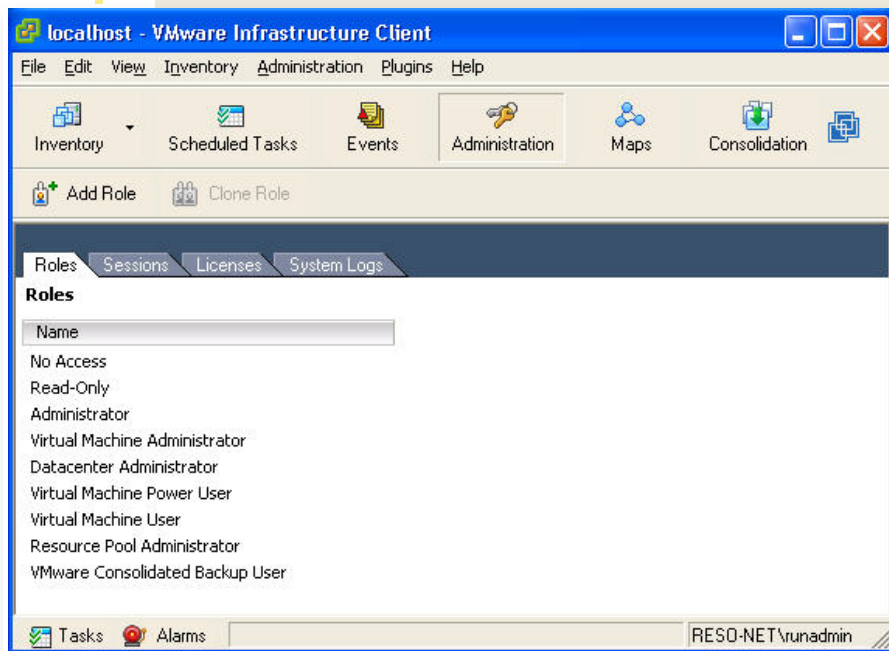 localhost - VMware Infrastructure Client
File Edit View Inventory Administration Plugins Help
Inventory Scheduled Tasks Events Administration Maps Consolidation
Add Role Clone Role
Roles Sessions Licenses System Logs
Roles
Name
No Access
Read-Only
Administrator
Virtual Machine Administrator
Datacenter Administrator
Virtual Machine Power User
Virtual Machine User
Resource Pool Administrator
VMware Consolidated Backup User
Tasks Alarms RESO-NET\runadmin